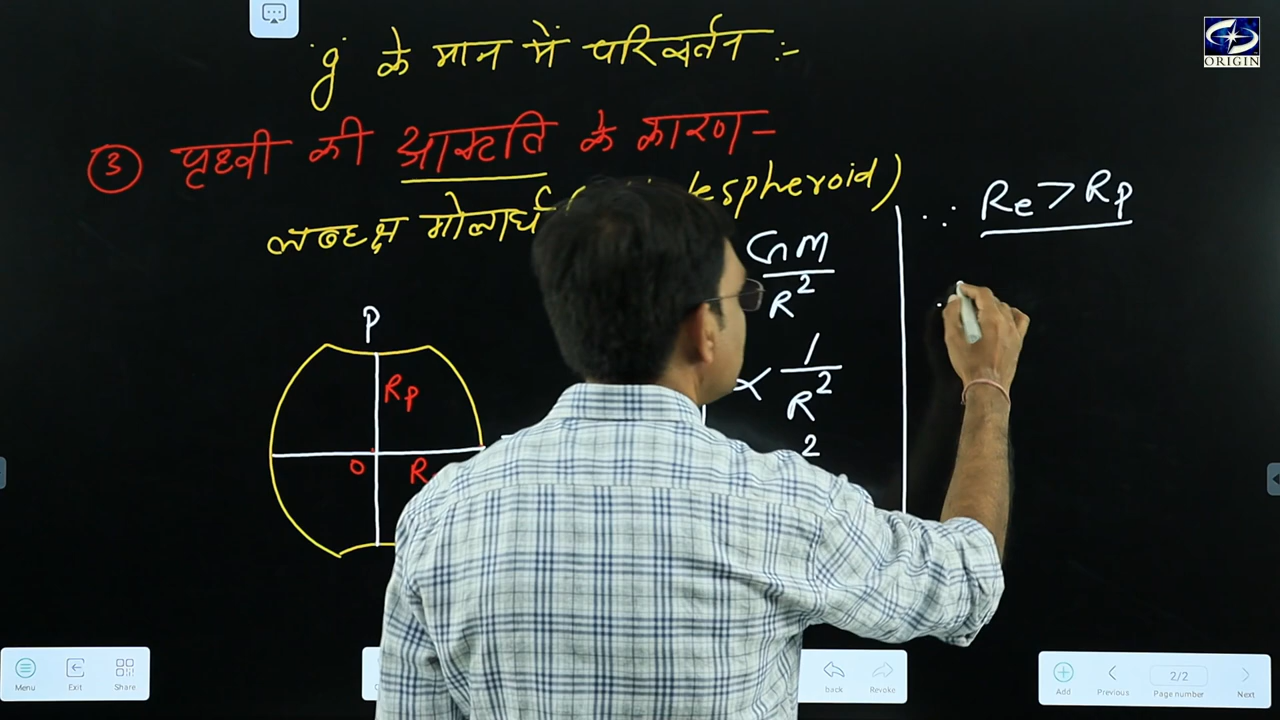 g के मान में परिवर्तन :-
③ पृथ्वी की आकृति के कारण -
लघ्वक्ष गोलार्ध ( spheroid )
∵ Re > Rp
GM
R²
∝ 1
R²
2
P
Rp
O
R
ORIGIN
Menu
Exit
Share
back
Revoke
Add
Previous
2/2
Page number
Next